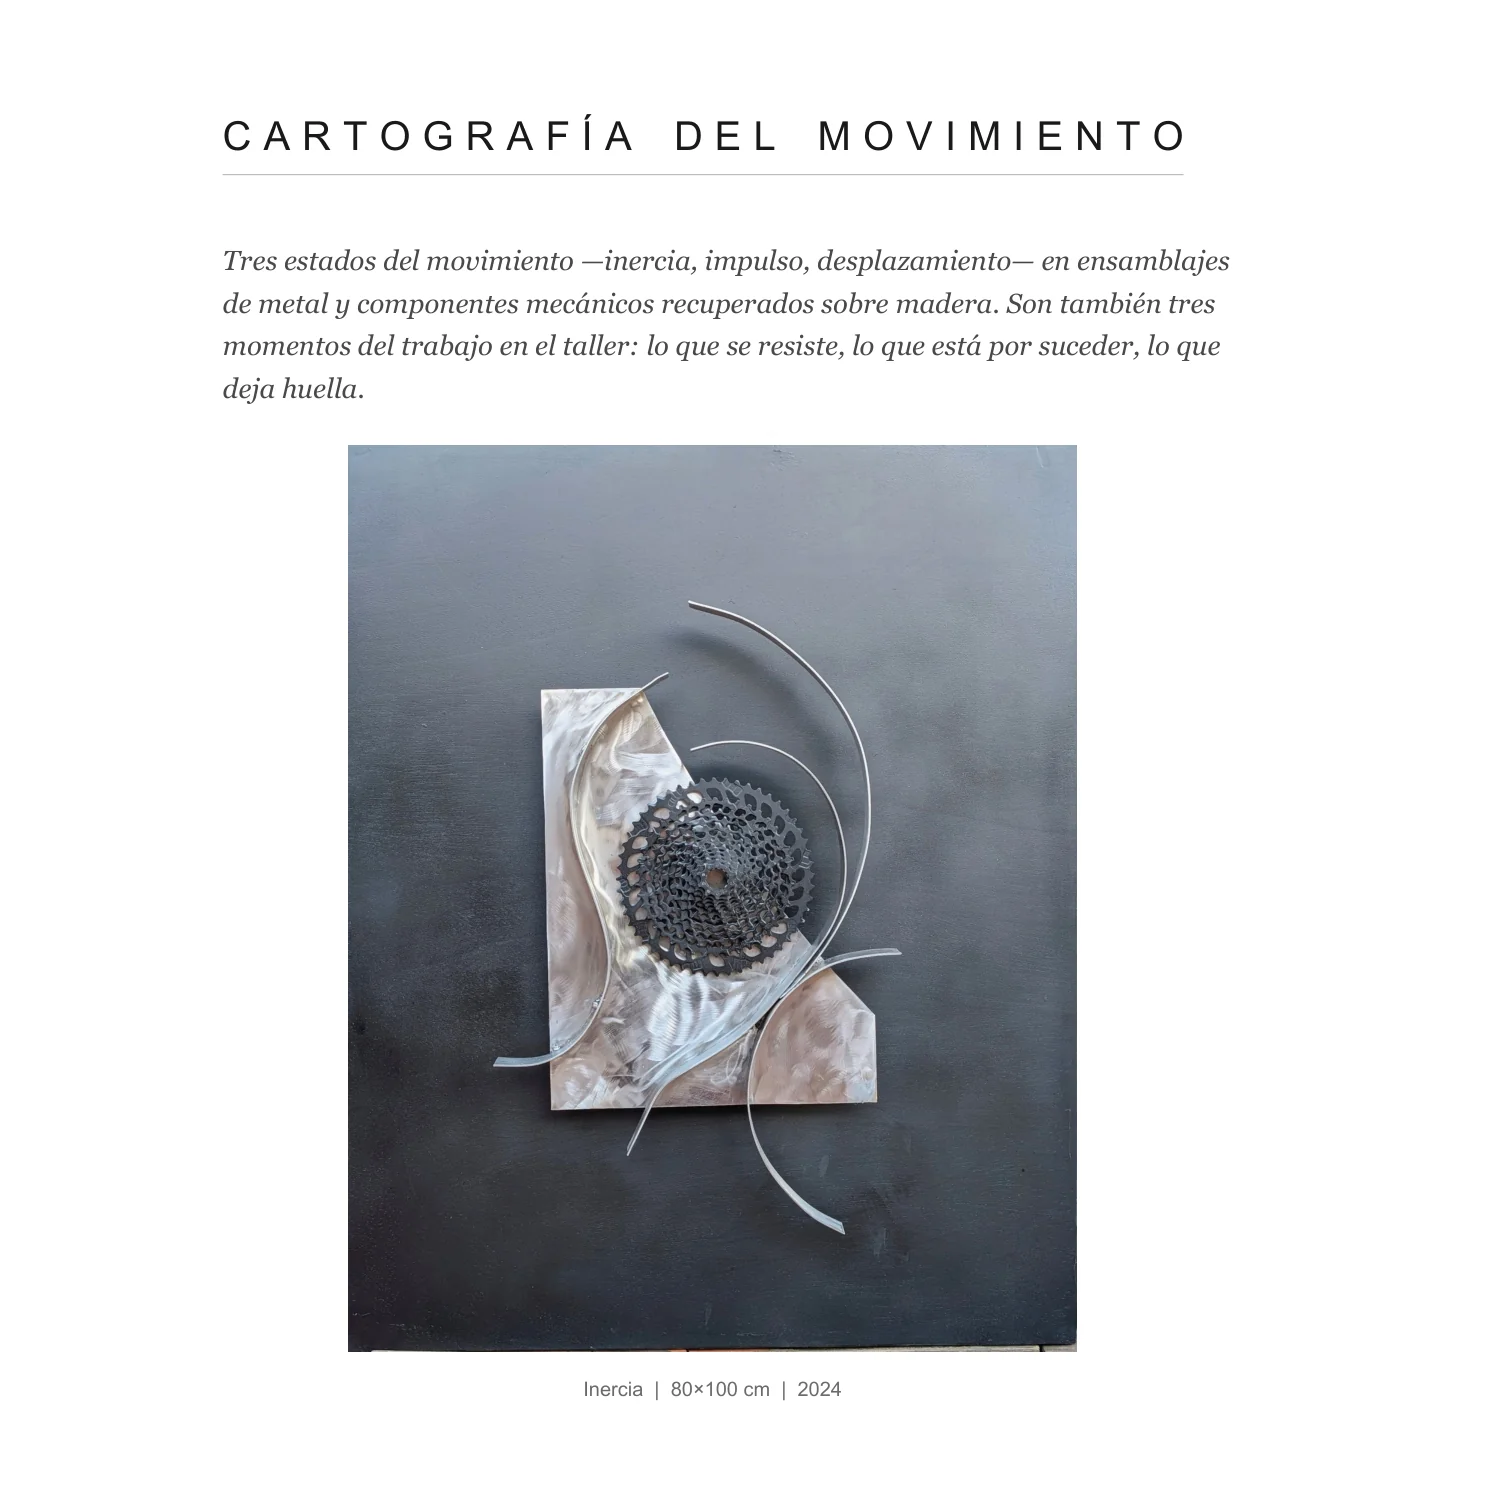 CARTOGRAFÍA DEL MOVIMIENTO
Tres estados del movimiento —inercia, impulso, desplazamiento— en ensamblajes
de metal y componentes mecánicos recuperados sobre madera. Son también tres
momentos del trabajo en el taller: lo que se resiste, lo que está por suceder, lo que
deja huella.
Inercia | 80×100 cm | 2024